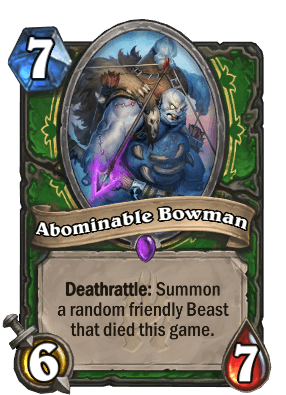 7
Abominable Bowman
Deathrattle: Summon
a random friendly Beast
that died this game.
6
7